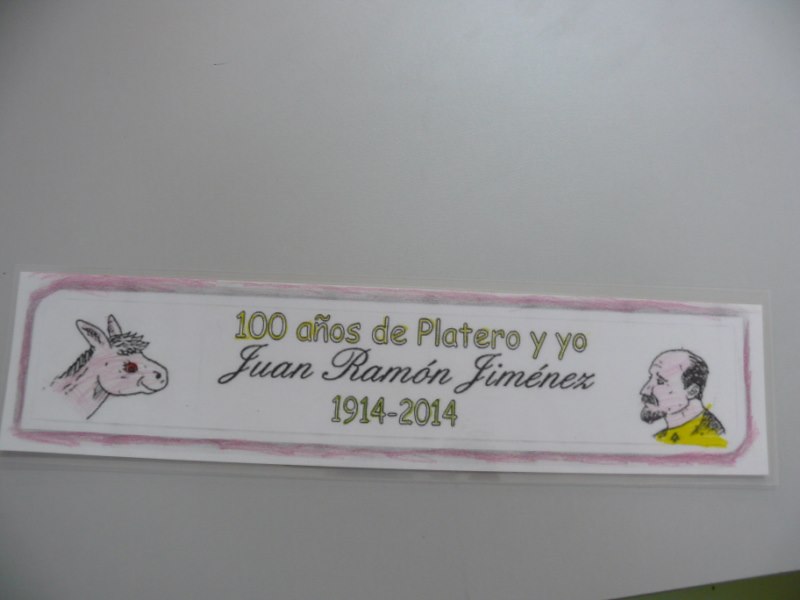 100 años de Platero y yo
Juan Ramón Jiménez
1914-2014